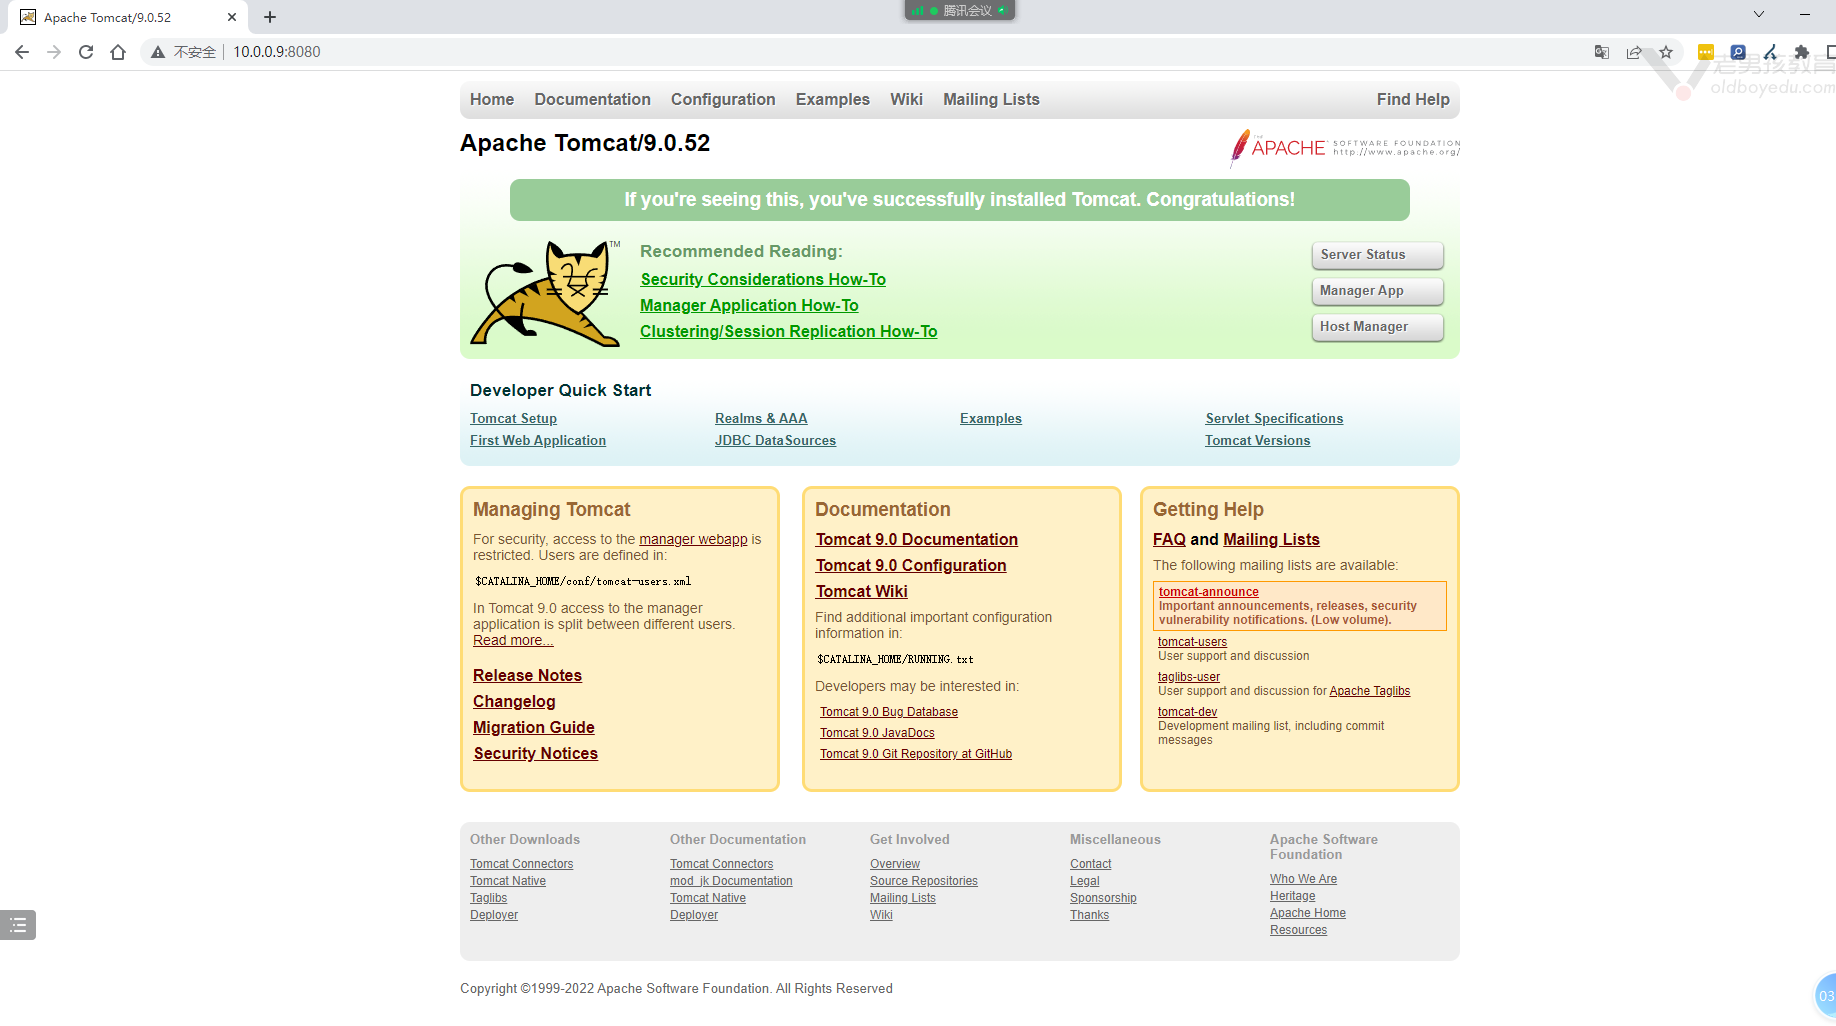 Apache Tomcat/9.0.52
腾讯会议
不安全 10.0.0.9:8080
老男孩教育
oldboyedu.com
Home Documentation Configuration Examples Wiki Mailing Lists Find Help
Apache Tomcat/9.0.52
THE APACHE SOFTWARE FOUNDATION
http://www.apache.org/
If you're seeing this, you've successfully installed Tomcat. Congratulations!
TM
Recommended Reading:
Security Considerations How-To
Manager Application How-To
Clustering/Session Replication How-To
Server Status
Manager App
Host Manager
Developer Quick Start
Tomcat Setup
First Web Application
Realms & AAA
JDBC DataSources
Examples
Servlet Specifications
Tomcat Versions
Managing Tomcat
For security, access to the manager webapp is
restricted. Users are defined in:
$CATALINA_HOME/conf/tomcat-users.xml
In Tomcat 9.0 access to the manager
application is split between different users.
Read more...
Release Notes
Changelog
Migration Guide
Security Notices
Documentation
Tomcat 9.0 Documentation
Tomcat 9.0 Configuration
Tomcat Wiki
Find additional important configuration
information in:
$CATALINA_HOME/RUNNING.txt
Developers may be interested in:
Tomcat 9.0 Bug Database
Tomcat 9.0 JavaDocs
Tomcat 9.0 Git Repository at GitHub
Getting Help
FAQ and Mailing Lists
The following mailing lists are available:
tomcat-announce
Important announcements, releases, security
vulnerability notifications. (Low volume).
tomcat-users
User support and discussion
taglibs-user
User support and discussion for Apache Taglibs
tomcat-dev
Development mailing list, including commit
messages
Other Downloads
Tomcat Connectors
Tomcat Native
Taglibs
Deployer
Other Documentation
Tomcat Connectors
mod_jk Documentation
Tomcat Native
Deployer
Get Involved
Overview
Source Repositories
Mailing Lists
Wiki
Miscellaneous
Contact
Legal
Sponsorship
Thanks
Apache Software
Foundation
Who We Are
Heritage
Apache Home
Resources
Copyright ©1999-2022 Apache Software Foundation. All Rights Reserved
03